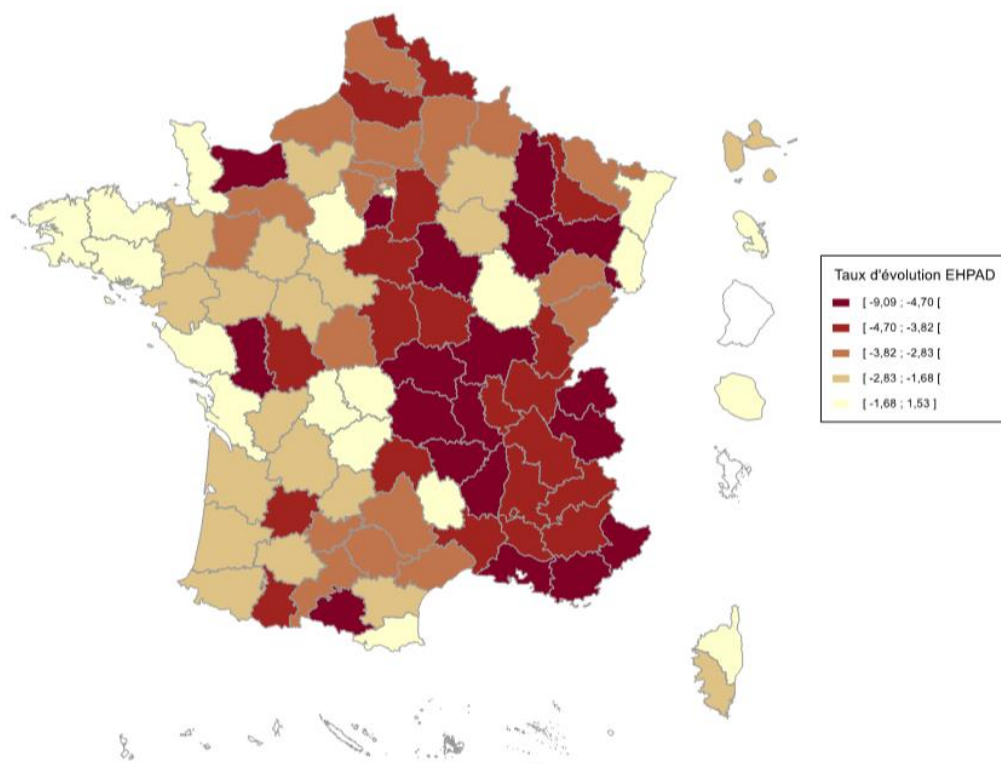 Taux d'évolution EHPAD
[ -9,09 ; -4,70 [
[ -4,70 ; -3,82 [
[ -3,82 ; -2,83 [
[ -2,83 ; -1,68 [
[ -1,68 ; 1,53 ]